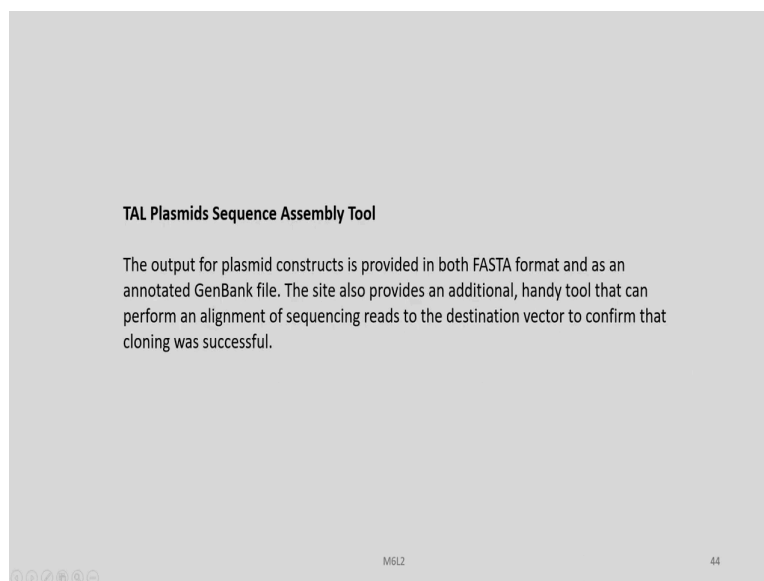 TAL Plasmids Sequence Assembly Tool
The output for plasmid constructs is provided in both FASTA format and as an
annotated GenBank file. The site also provides an additional, handy tool that can
perform an alignment of sequencing reads to the destination vector to confirm that
cloning was successful.
M6L2
44